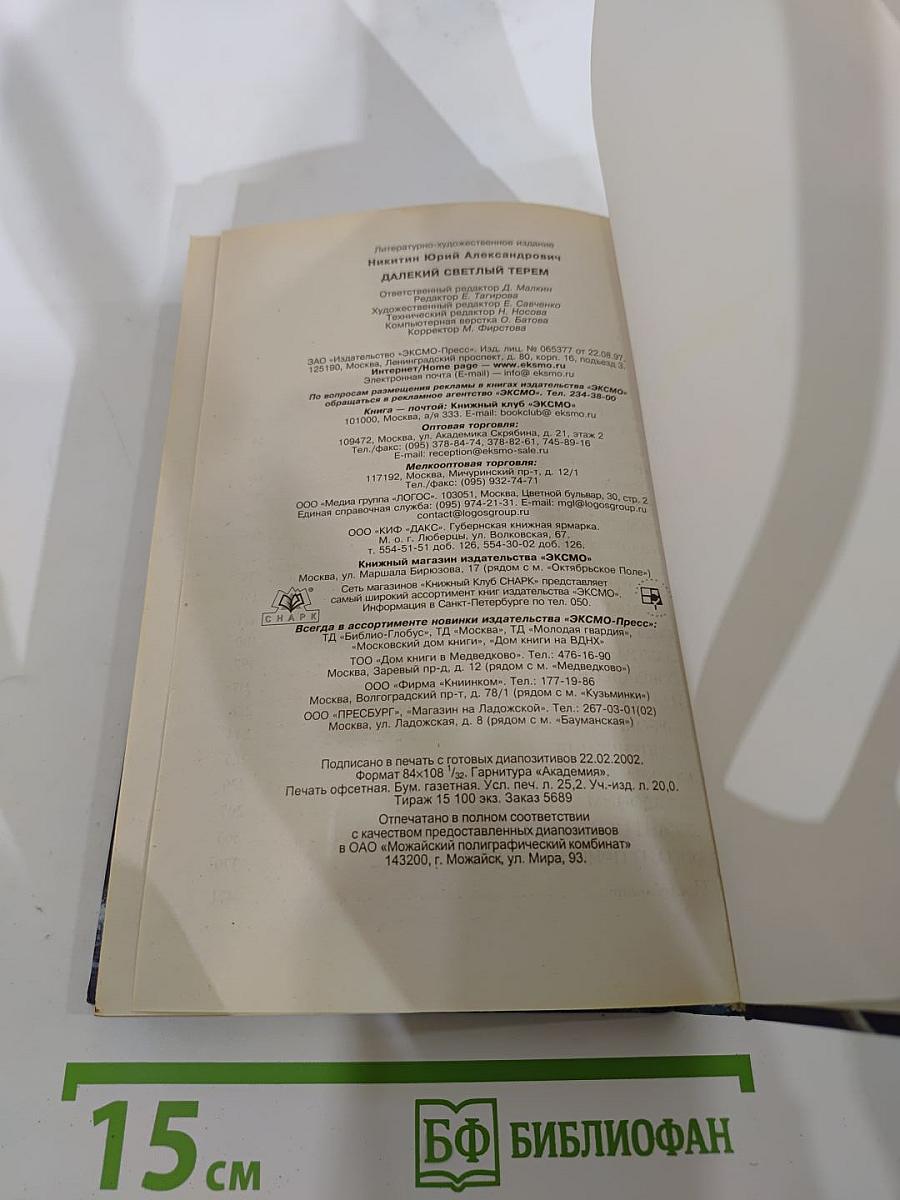 Литературно-художественное издание
Никитин Юрий Александрович
ДАЛЕКИЙ СВЕТЛЫЙ ТЕРЕМ
Ответственный редактор Д. Малкин
Редактор Е. Тагирова
Художественный редактор Е. Савченко
Технический редактор Н. Носова
Компьютерная верстка О. Батова
Корректор М. Фирстова
ЗАО «Издательство «ЭКСМО-Пресс». Изд. лиц. № 065377 от 22.08.97.
125190, Москва, Ленинградский проспект, д. 80, корп. 16, подъезд 3.
Интернет/Home page — www.eksmo.ru
Электронная почта (E-mail) — info@ eksmo.ru
По вопросам размещения рекламы в книгах издательства «ЭКСМО»
обращаться в рекламное агентство «ЭКСМО». Тел. 234-38-00
Книга — почтой: Книжный клуб «ЭКСМО»
101000, Москва, а/я 333. E-mail: bookclub@ eksmo.ru
Оптовая торговля:
109472, Москва, ул. Академика Скрябина, д. 21, этаж 2
Тел./факс: (095) 378-84-74, 378-82-61, 745-89-16
E-mail: reception@eksmo-sale.ru
Мелкооптовая торговля:
117192, Москва, Мичуринский пр-т, д. 12/1
Тел./факс: (095) 932-74-71
ООО «Медиа группа «ЛОГОС». 103051, Москва, Цветной бульвар, 30, стр. 2
Единая справочная служба: (095) 974-21-31. E-mail: mgl@logosgroup.ru
contact@logosgroup.ru
ООО «КИФ «ДАКС». Губернская книжная ярмарка.
М. о. г. Люберцы, ул. Волковская, 67.
т. 554-51-51 доб. 126, 554-30-02 доб. 126.
Книжный магазин издательства «ЭКСМО»
Москва, ул. Маршала Бирюзова, 17 (рядом с м. «Октябрьское Поле»)
Сеть магазинов «Книжный Клуб СНАРК» представляет
самый широкий ассортимент книг издательства «ЭКСМО».
Информация в Санкт-Петербурге по тел. 050.
СНАРК
Всегда в ассортименте новинки издательства «ЭКСМО-Пресс»:
ТД «Библио-Глобус», ТД «Москва», ТД «Молодая гвардия»,
«Московский дом книги», «Дом книги на ВДНХ»
ТОО «Дом книги в Медведково». Тел.: 476-16-90
Москва, Заревый пр-д, д. 12 (рядом с м. «Медведково»)
ООО «Фирма «Книинком». Тел.: 177-19-86
Москва, Волгоградский пр-т, д. 78/1 (рядом с м. «Кузьминки»)
ООО «ПРЕСБУРГ», «Магазин на Ладожской». Тел.: 267-03-01(02)
Москва, ул. Ладожская, д. 8 (рядом с м. «Бауманская»)
Подписано в печать с готовых диапозитивов 22.02.2002.
Формат 84×108 1/32. Гарнитура «Академия».
Печать офсетная. Бум. газетная. Усл. печ. л. 25,2. Уч.-изд. л. 20,0.
Тираж 15 100 экз. Заказ 5689
Отпечатано в полном соответствии
с качеством предоставленных диапозитивов
в ОАО «Можайский полиграфический комбинат»
143200, г. Можайск, ул. Мира, 93.
15 см
БФ БИБЛИОФАН